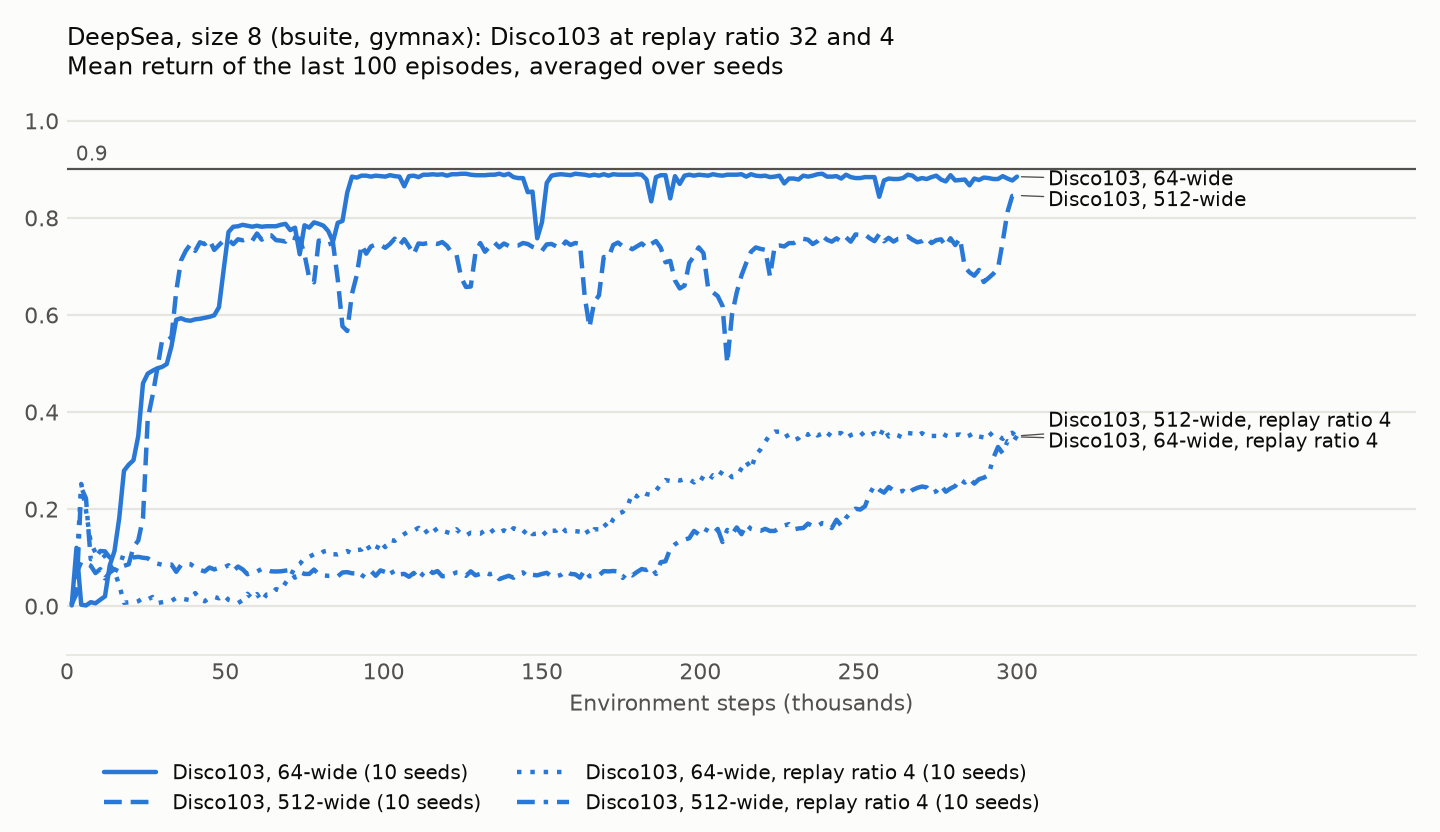 DeepSea, size 8 (bsuite, gymnax): Disco103 at replay ratio 32 and 4
Mean return of the last 100 episodes, averaged over seeds
1.0
0.9
0.8
0.6
0.4
0.2
0.0
Disco103, 64-wide
Disco103, 512-wide
Disco103, 512-wide, replay ratio 4
Disco103, 64-wide, replay ratio 4
0 50 100 150 200 250 300
Environment steps (thousands)
Disco103, 64-wide (10 seeds)
Disco103, 512-wide (10 seeds)
Disco103, 64-wide, replay ratio 4 (10 seeds)
Disco103, 512-wide, replay ratio 4 (10 seeds)